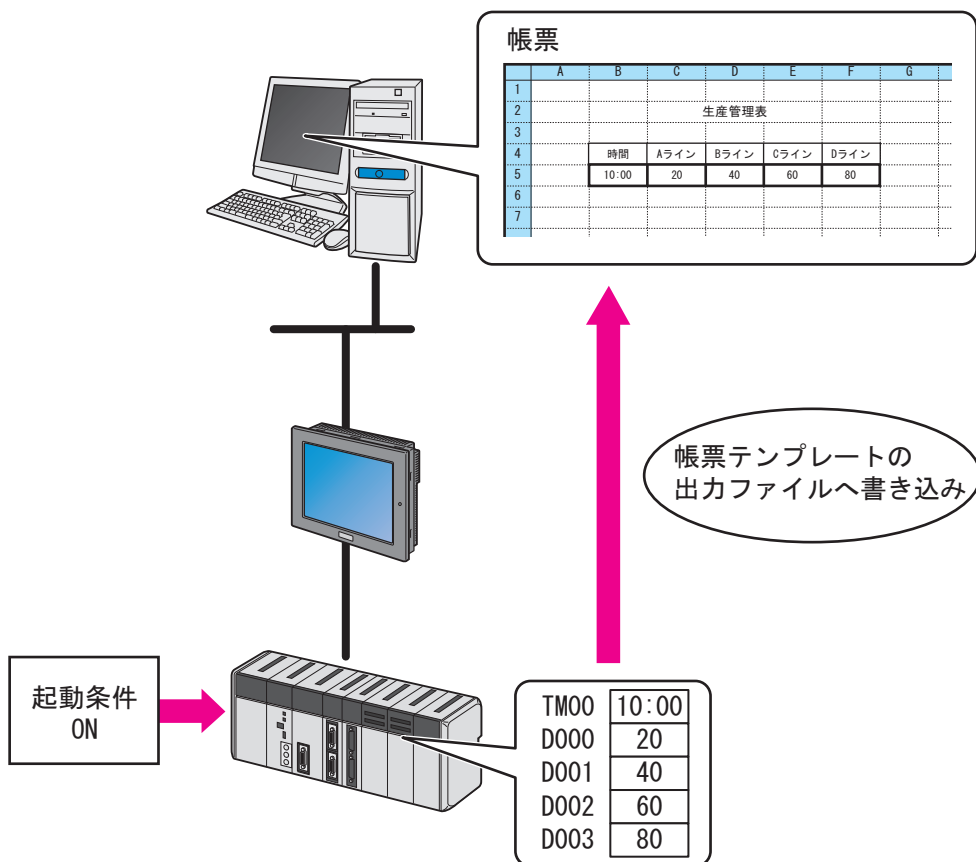 帳票
A B C D E F G
1
2 生産管理表
3
4 時間 Aライン Bライン Cライン Dライン
5 10:00 20 40 60 80
6
7
帳票テンプレートの
出力ファイルへ書き込み
起動条件
ON
TM00 10:00
D000 20
D001 40
D002 60
D003 80